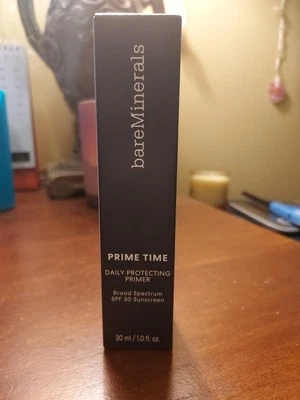 bareMinerals
PRIME TIME
DAILY PROTECTING
PRIMER
Broad Spectrum
SPF 30 Sunscreen
30 ml / 1.0 fl. oz.